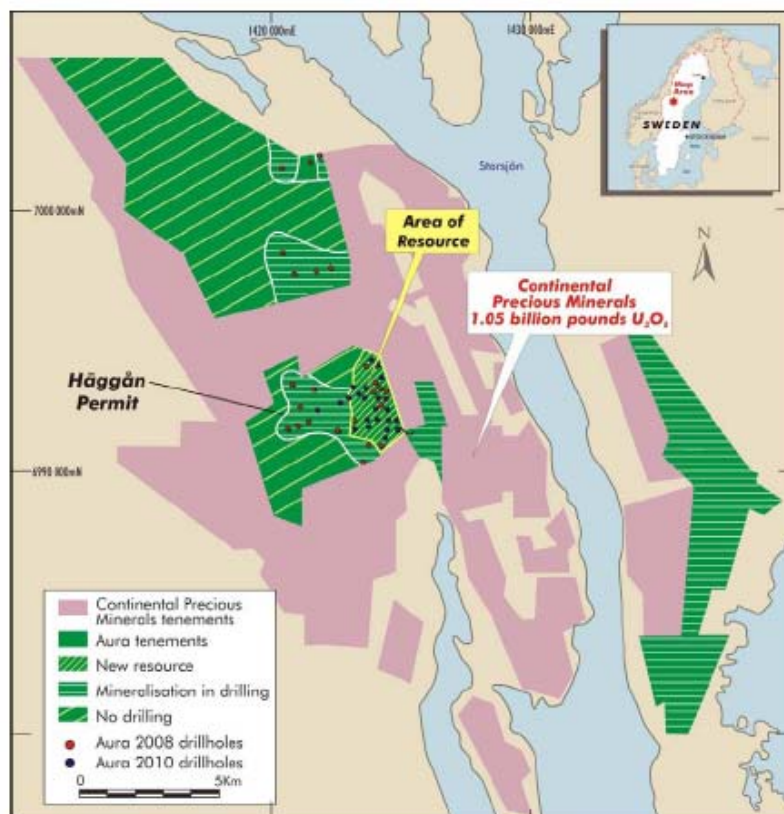 1420 000mE
1430 000mE
Map
Area
SWEDEN
STOCKHOLM
Storsjön
7000 000mN
Area of
Resource
N
Continental
Precious Minerals
1.05 billion pounds U₃O₈
Häggån
Permit
6990 000mN
Continental Precious
Minerals tenements
Aura tenements
New resource
Mineralisation in drilling
No drilling
Aura 2008 drillholes
Aura 2010 drillholes
0
5Km